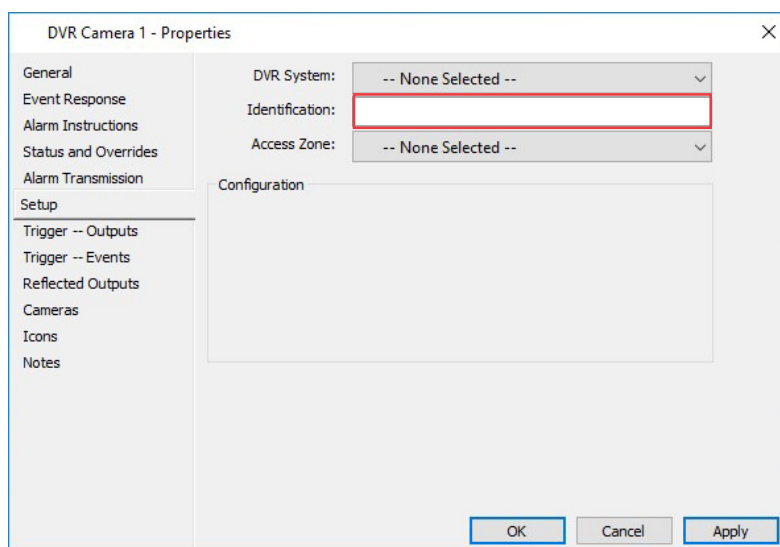 DVR Camera 1 - Properties
General
Event Response
Alarm Instructions
Status and Overrides
Alarm Transmission
Setup
Trigger -- Outputs
Trigger -- Events
Reflected Outputs
Cameras
Icons
Notes
DVR System: -- None Selected --
Identification:
Access Zone: -- None Selected --
Configuration
OK Cancel Apply